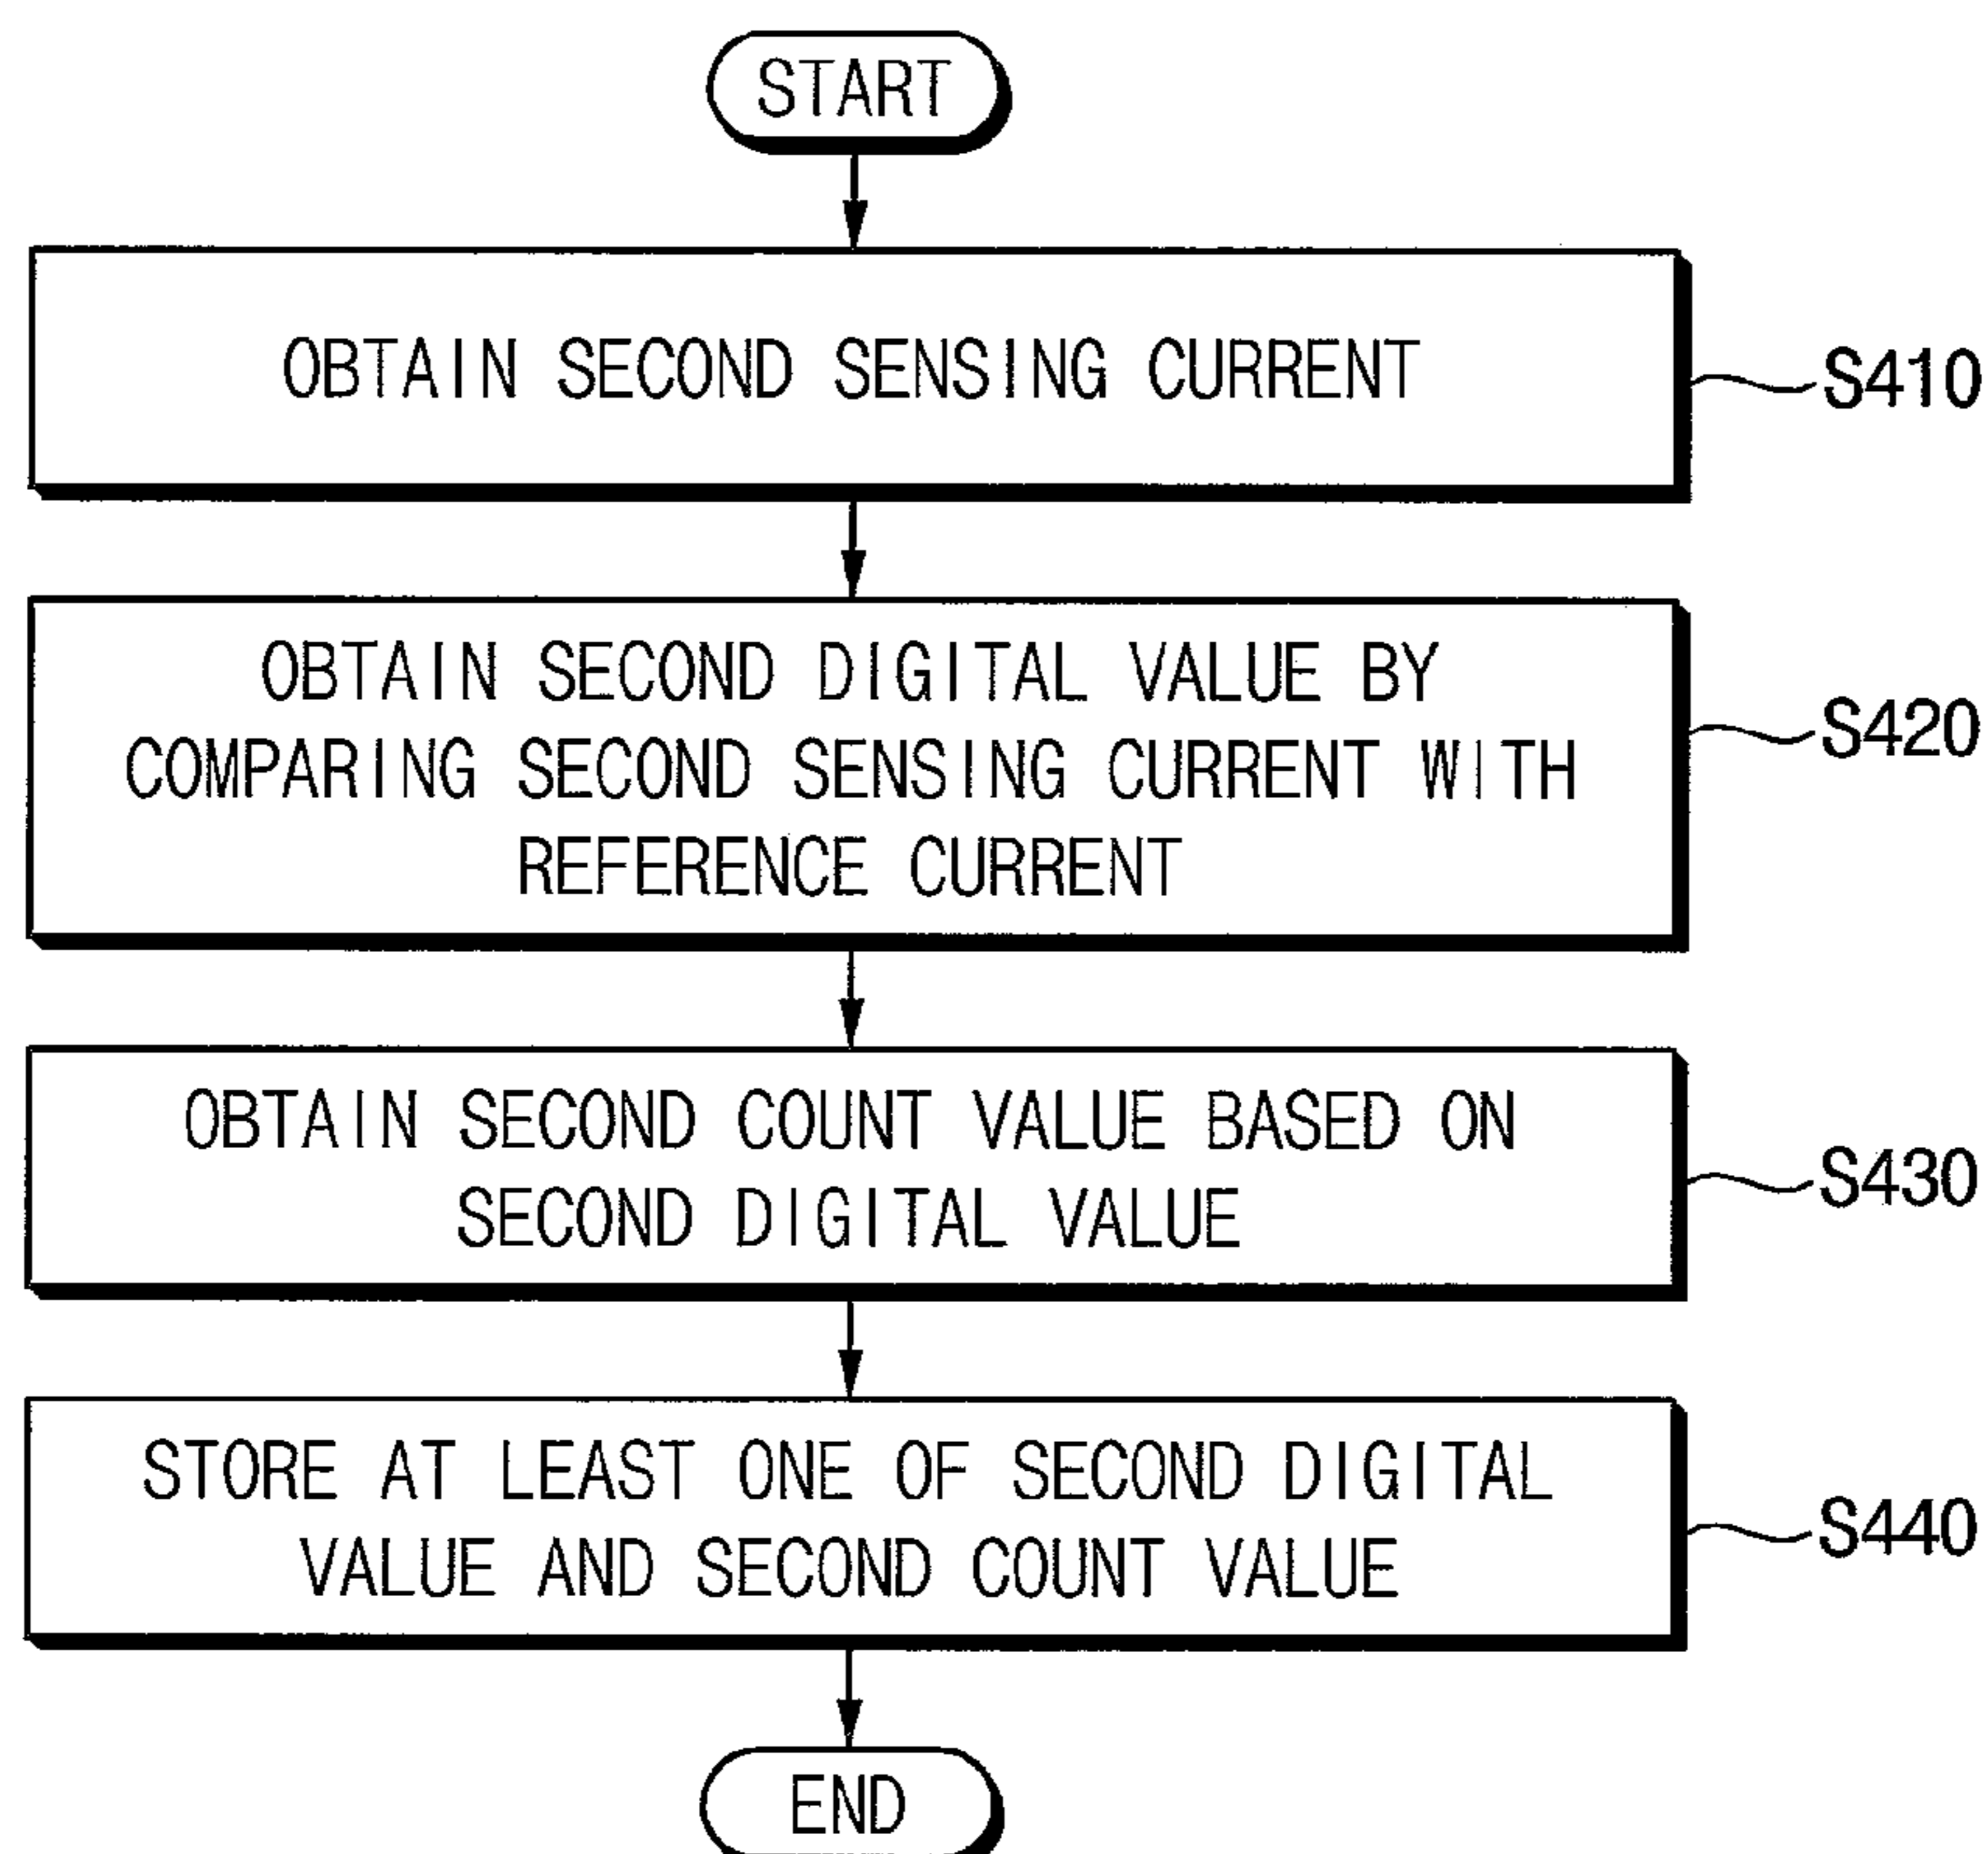 START
OBTAIN SECOND SENSING CURRENT
S410
OBTAIN SECOND DIGITAL VALUE BY
COMPARING SECOND SENSING CURRENT WITH
REFERENCE CURRENT
S420
OBTAIN SECOND COUNT VALUE BASED ON
SECOND DIGITAL VALUE
S430
STORE AT LEAST ONE OF SECOND DIGITAL
VALUE AND SECOND COUNT VALUE
S440
END